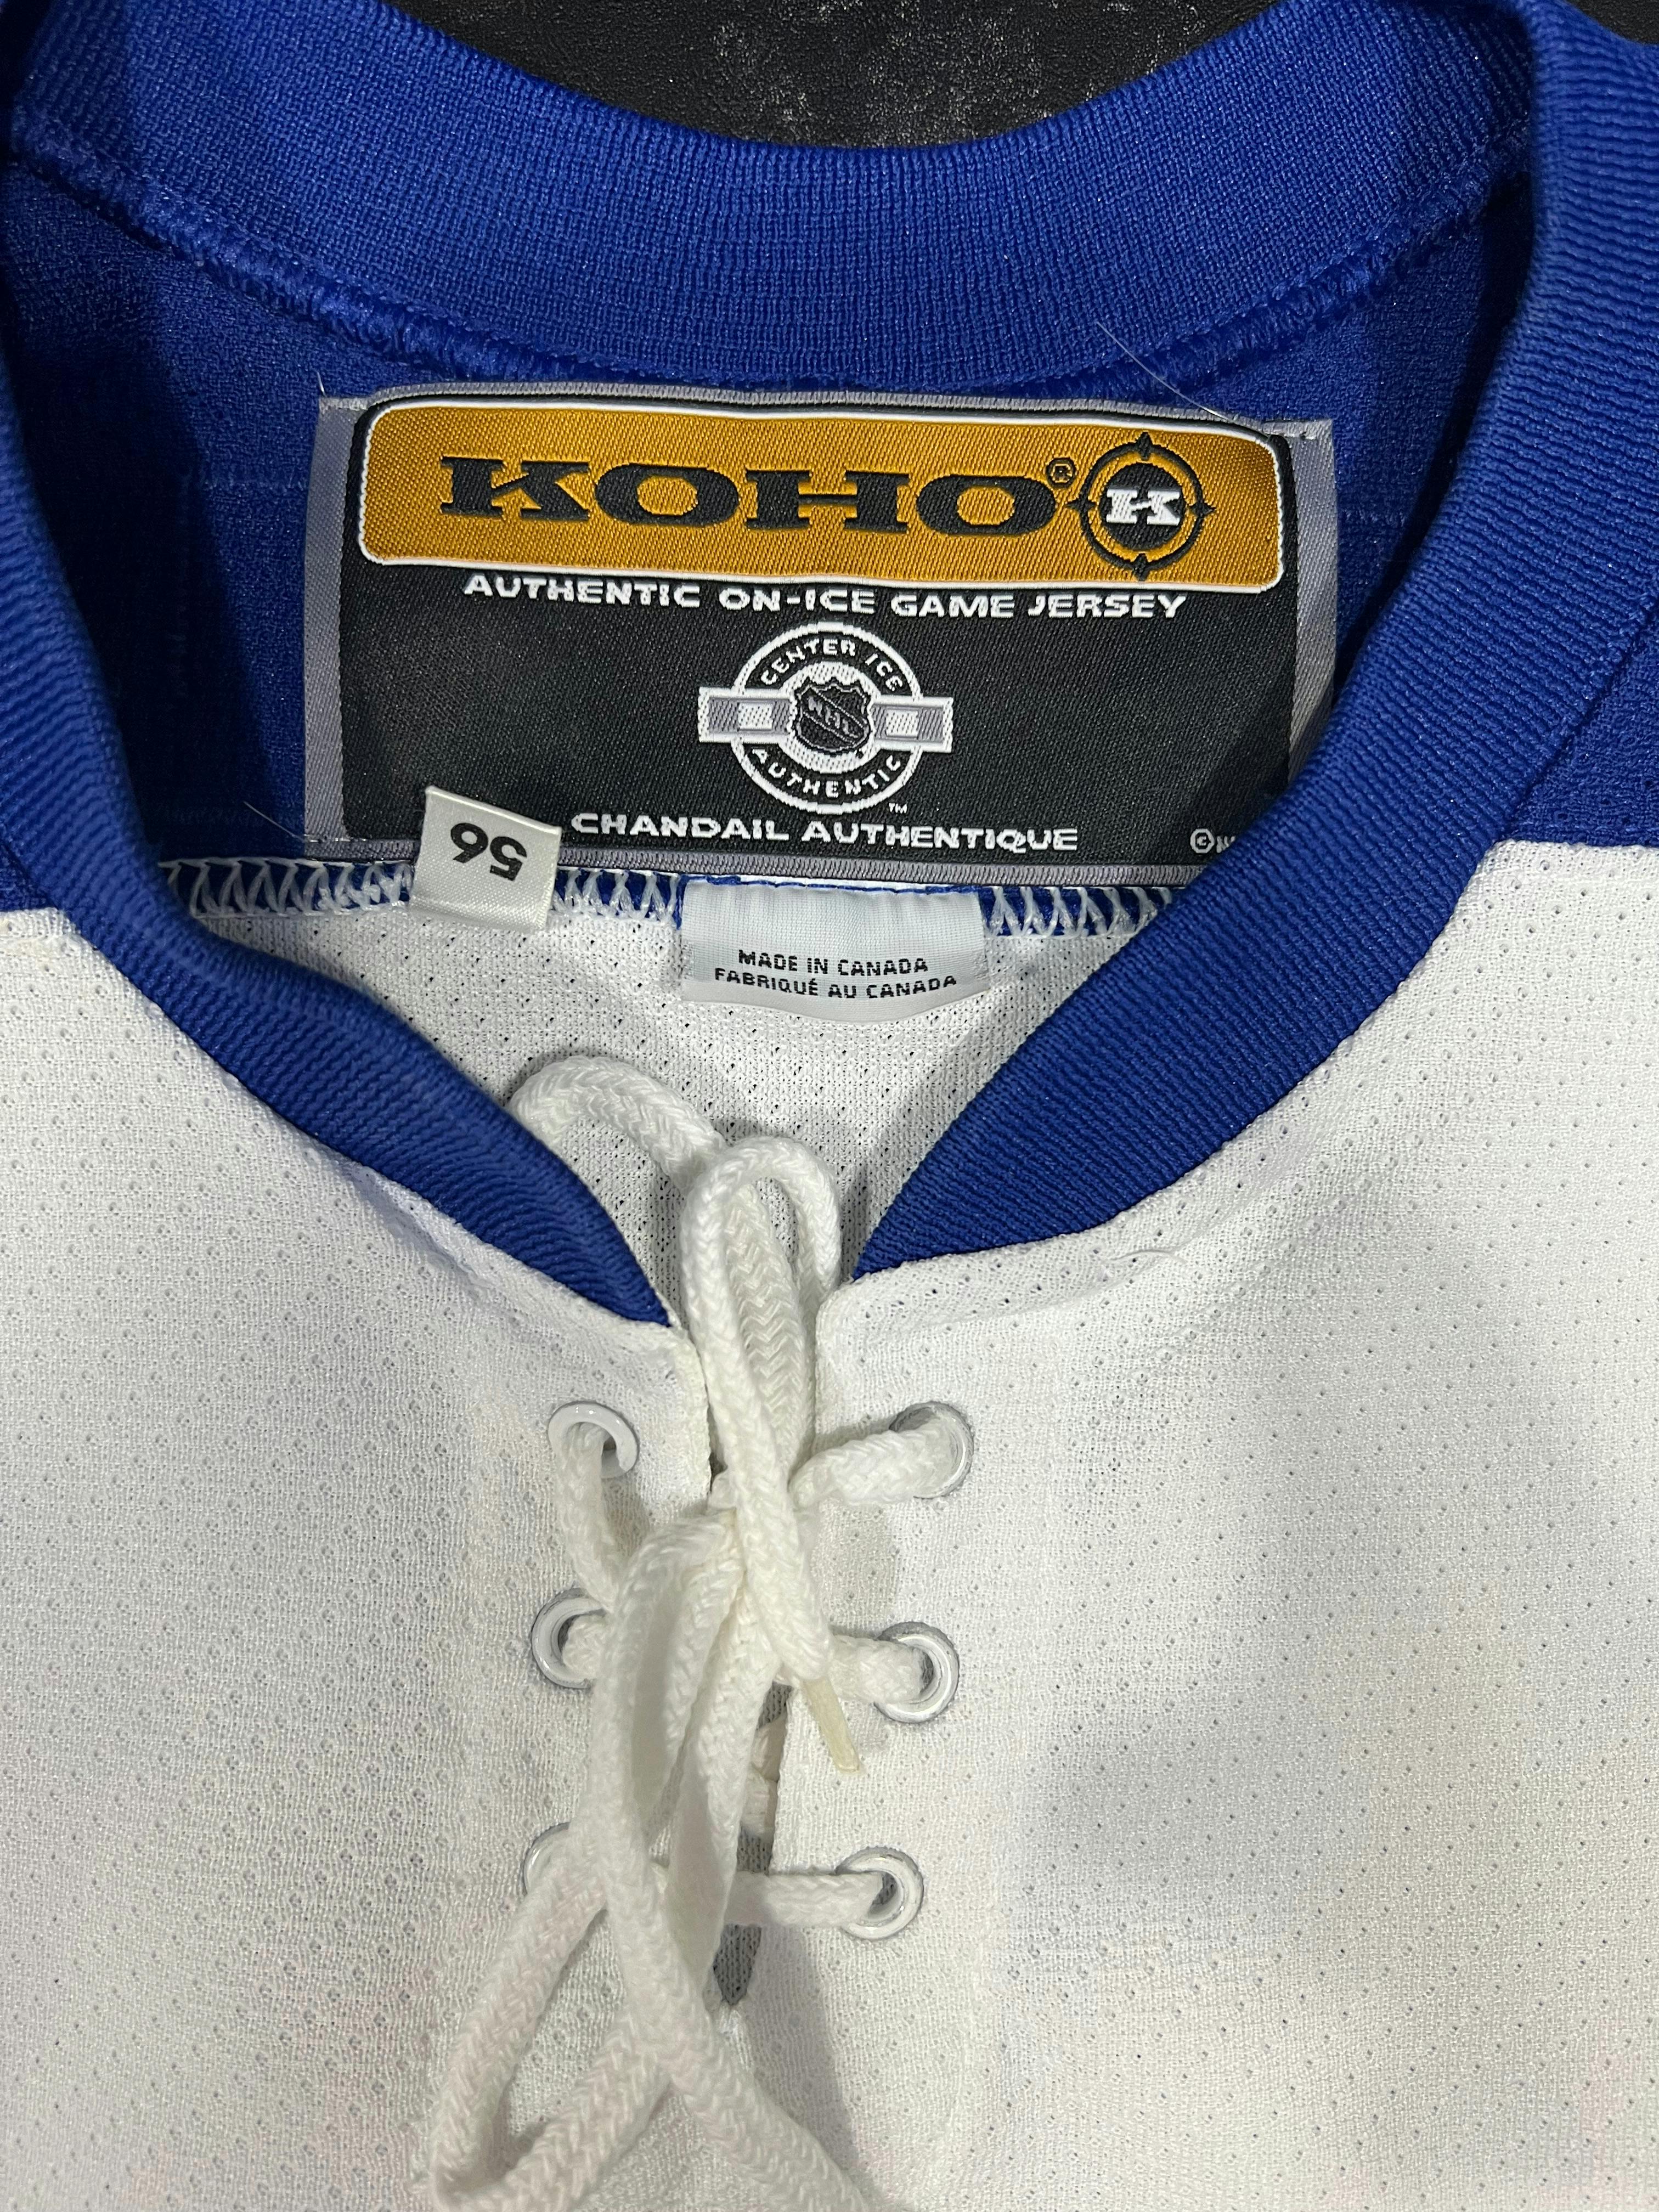 KOHO® K
AUTHENTIC ON-ICE GAME JERSEY
CENTER ICE
NHL
AUTHENTIC
™
CHANDAIL AUTHENTIQUE
©
56
MADE IN CANADA
FABRIQUÉ AU CANADA